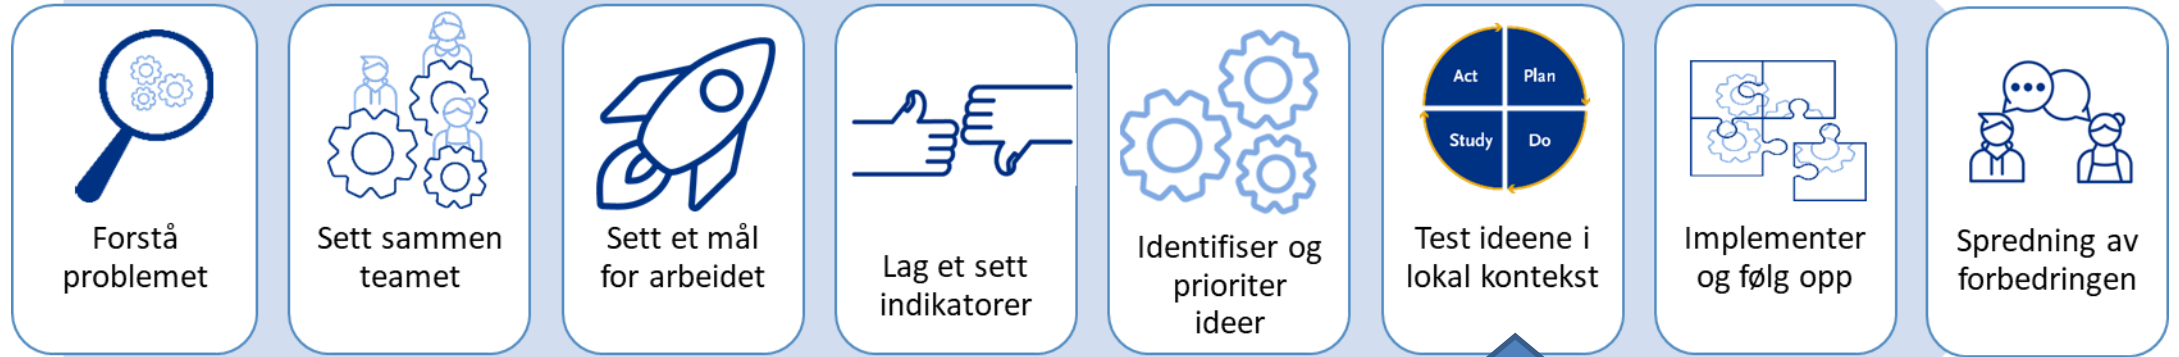 Forstå
problemet
Sett sammen
teamet
Sett et mål
for arbeidet
Lag et sett
indikatorer
Identifiser og
prioriter
ideer
Act
Plan
Study
Do
Test ideene i
lokal kontekst
Implementer
og følg opp
Spredning av
forbedringen